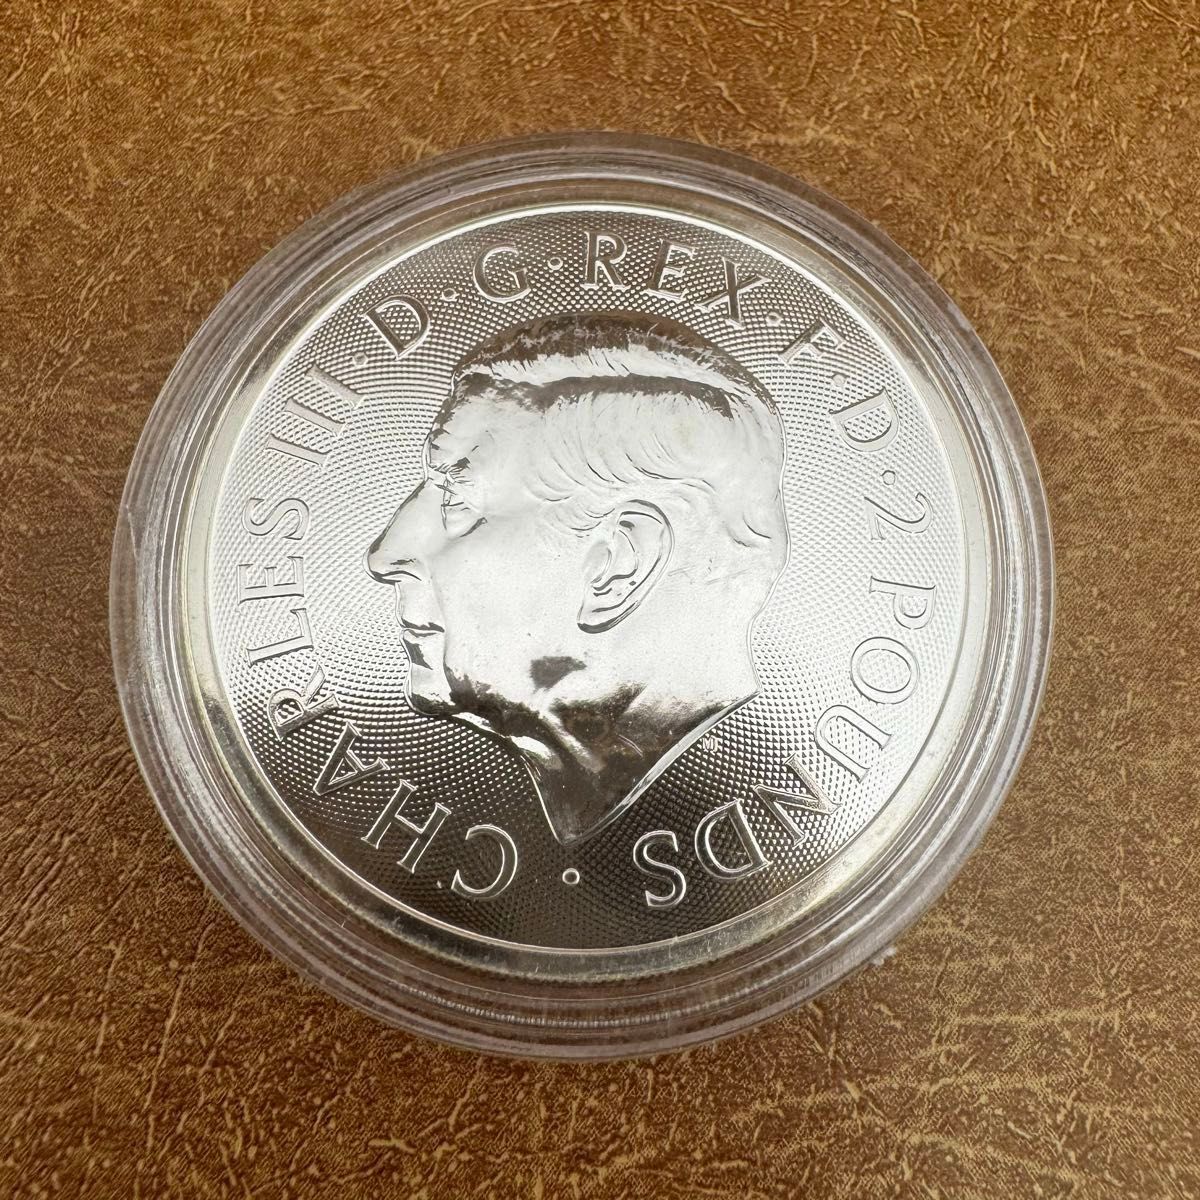 · CHARLES III · D · G · REX · F · D · 2 POUNDS